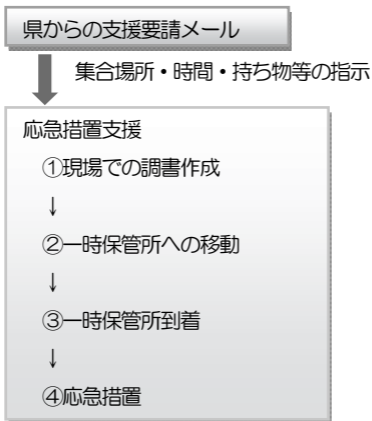 県からの支援要請メール
集合場所・時間・持ち物等の指示
応急措置支援
①現場での調書作成
↓
②一時保管所への移動
↓
③一時保管所到着
↓
④応急措置